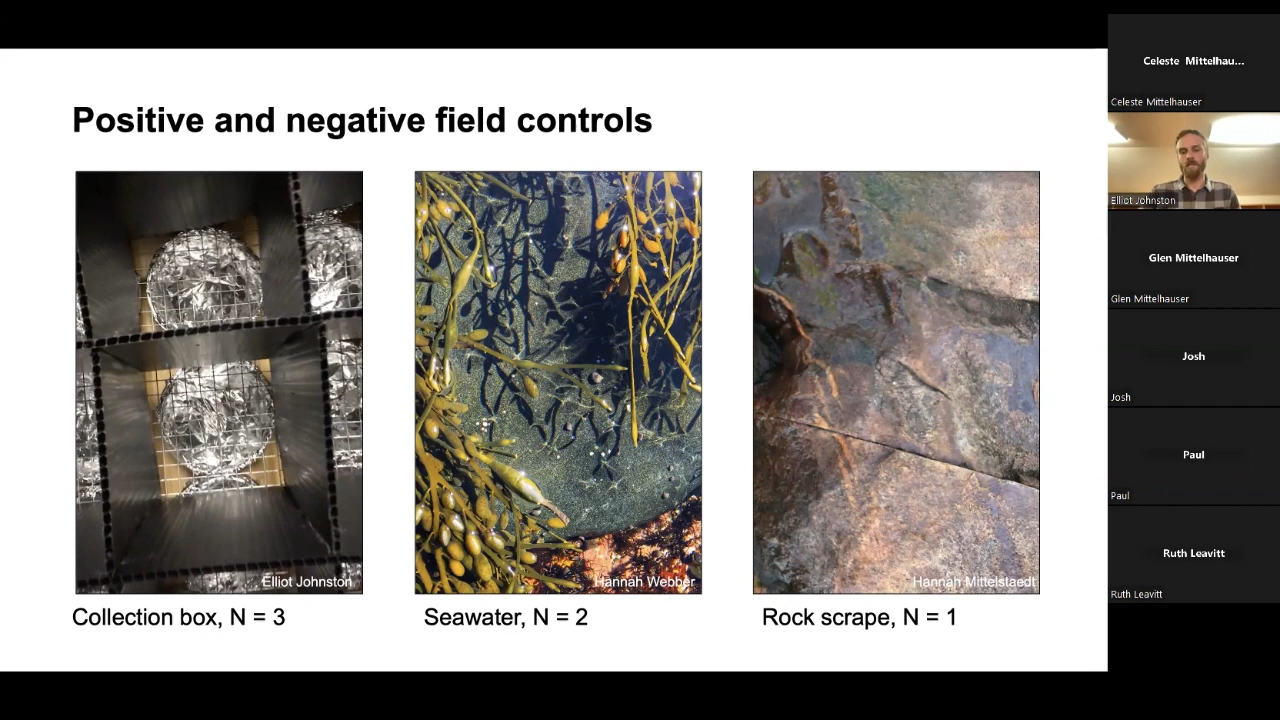 Positive and negative field controls
Elliot Johnston
Hannah Webber
Hannah Mittelstaedt
Collection box, N = 3
Seawater, N = 2
Rock scrape, N = 1
Celeste Mittelhau...
Celeste Mittelhauser
Elliot Johnston
Glen Mittelhauser
Glen Mittelhauser
Josh
Josh
Paul
Paul
Ruth Leavitt
Ruth Leavitt